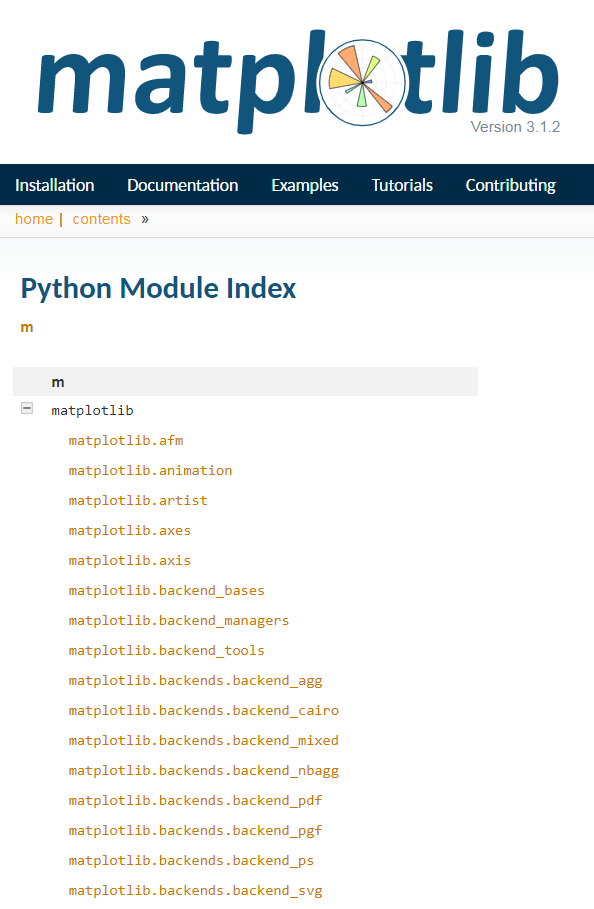 matplotlib
Version 3.1.2
Installation Documentation Examples Tutorials Contributing
home | contents »
Python Module Index
m
m
matplotlib
matplotlib.afm
matplotlib.animation
matplotlib.artist
matplotlib.axes
matplotlib.axis
matplotlib.backend_bases
matplotlib.backend_managers
matplotlib.backend_tools
matplotlib.backends.backend_agg
matplotlib.backends.backend_cairo
matplotlib.backends.backend_mixed
matplotlib.backends.backend_nbagg
matplotlib.backends.backend_pdf
matplotlib.backends.backend_pgf
matplotlib.backends.backend_ps
matplotlib.backends.backend_svg